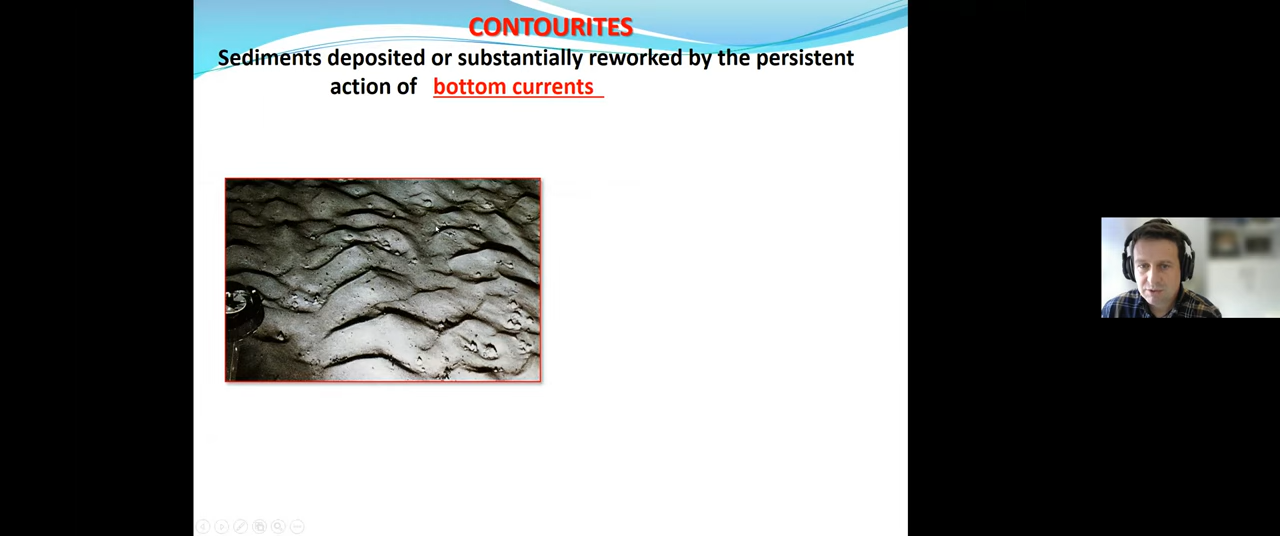 CONTOURITES
Sediments deposited or substantially reworked by the persistent
action of bottom currents